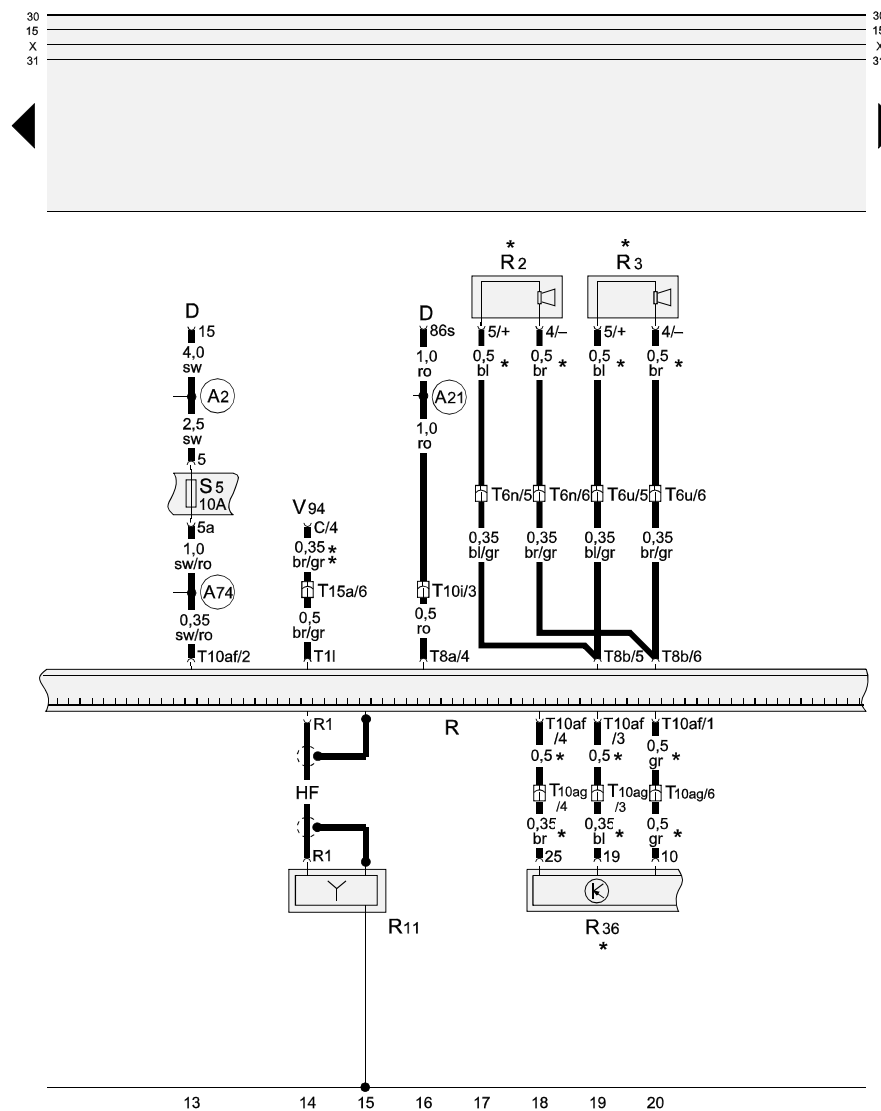 30 30
15 15
X X
31 31
* *
R2 R3
D D
15 86s 5/+ 4/– 5/+ 4/–
4,0 1,0 0,5 * 0,5 * 0,5 * 0,5 *
sw ro bl br bl br
A2 A21
2,5 1,0
sw ro
5
S5 T6n/5 T6n/6 T6u/5 T6u/6
10A V94
5a C/4 0,35 0,35 0,35 0,35
1,0 0,35 * bl/gr br/gr bl/gr br/gr
sw/ro br/gr *
A74 T15a/6 T10i/3
0,35 0,5 0,5
sw/ro br/gr ro
T10af/2 T1l T8a/4 T8b/5 T8b/6
R1 R T10af T10af T10af/1
/4 /3 0,5
0,5 * 0,5 * gr *
HF T10ag T10ag T10ag/6
/4 /3
0,35 0,35 0,5
br * bl * gr *
R1 25 19 10
R11 R36
*
13 14 15 16 17 18 19 20